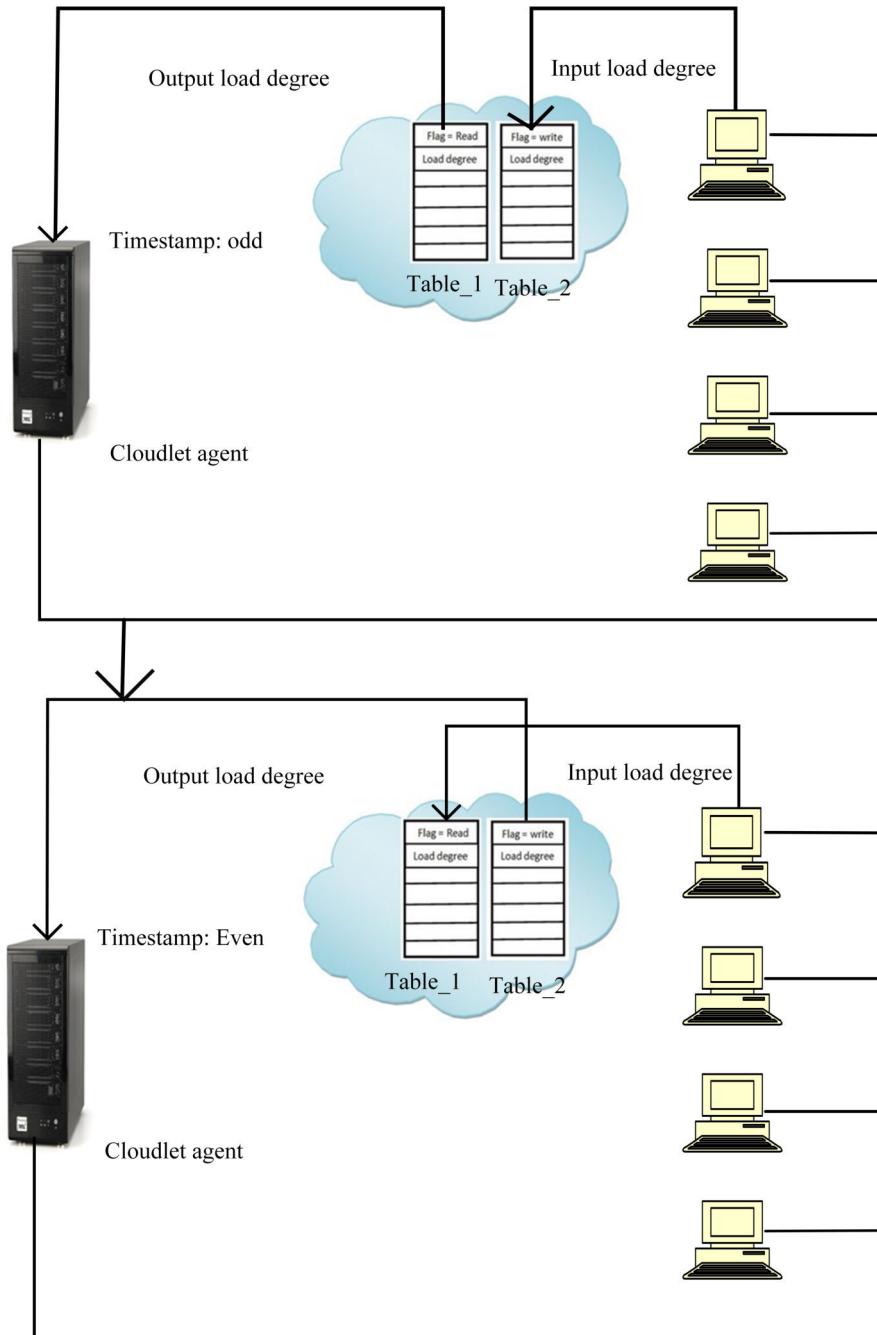 Output load degree
Input load degree
Flag = Read
Flag = write
Load degree
Load degree
Timestamp: odd
Table_1
Table_2
Cloudlet agent
Output load degree
Input load degree
Flag = Read
Flag = write
Load degree
Load degree
Timestamp: Even
Table_1
Table_2
Cloudlet agent